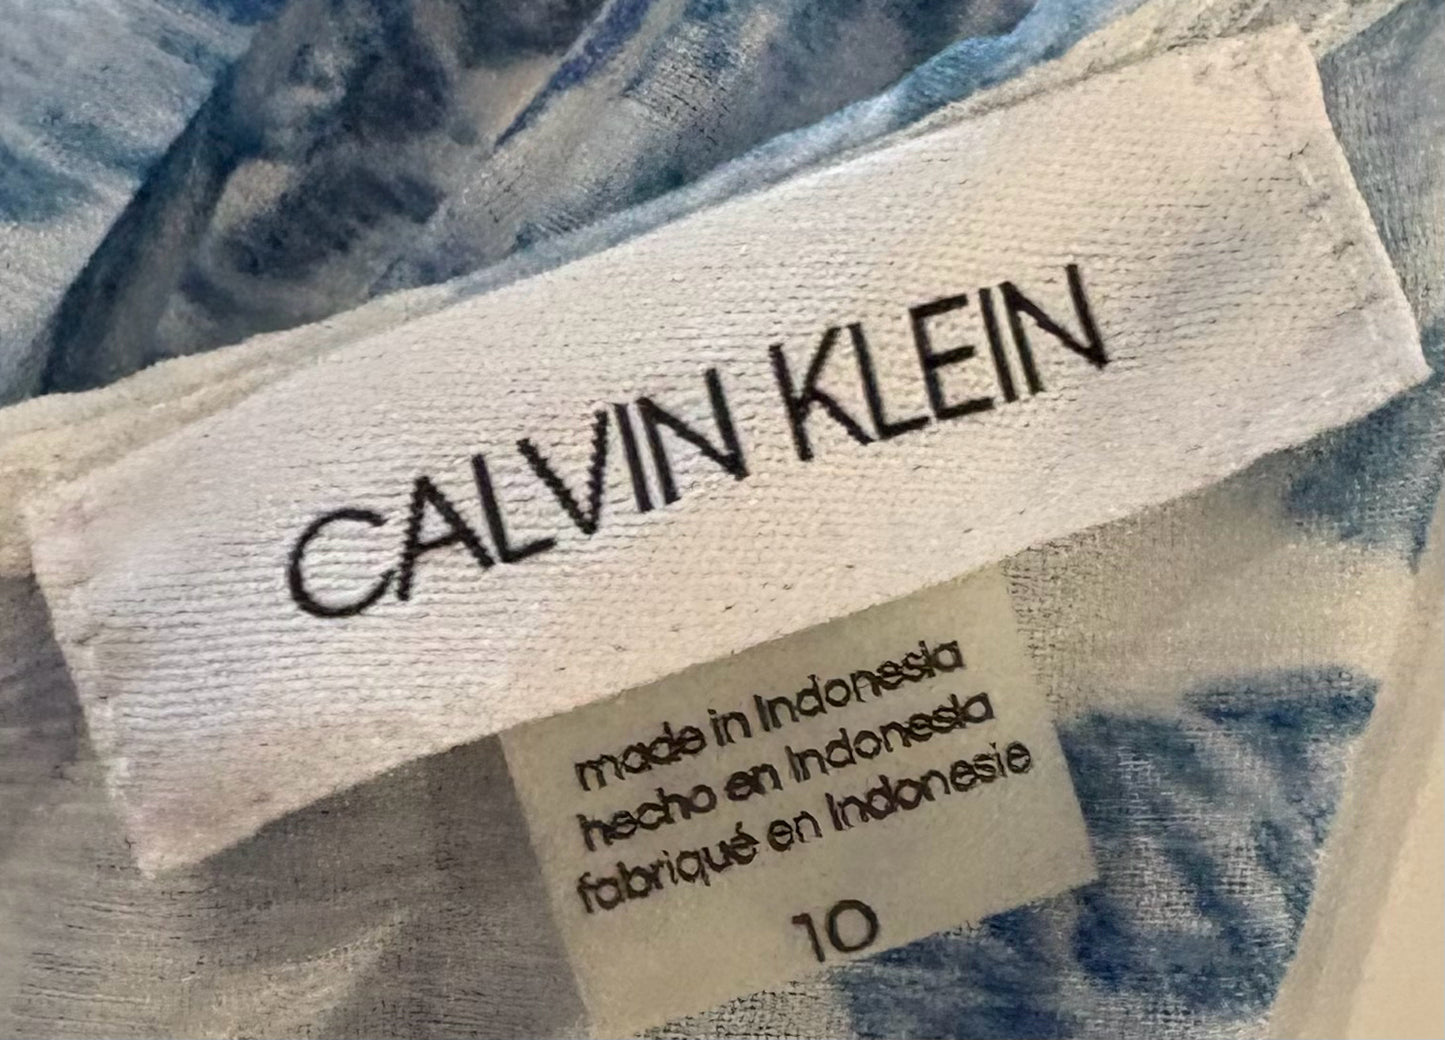 CALVIN KLEIN
made in Indonesia
hecho en Indonesia
fabriqué en Indonesie
10